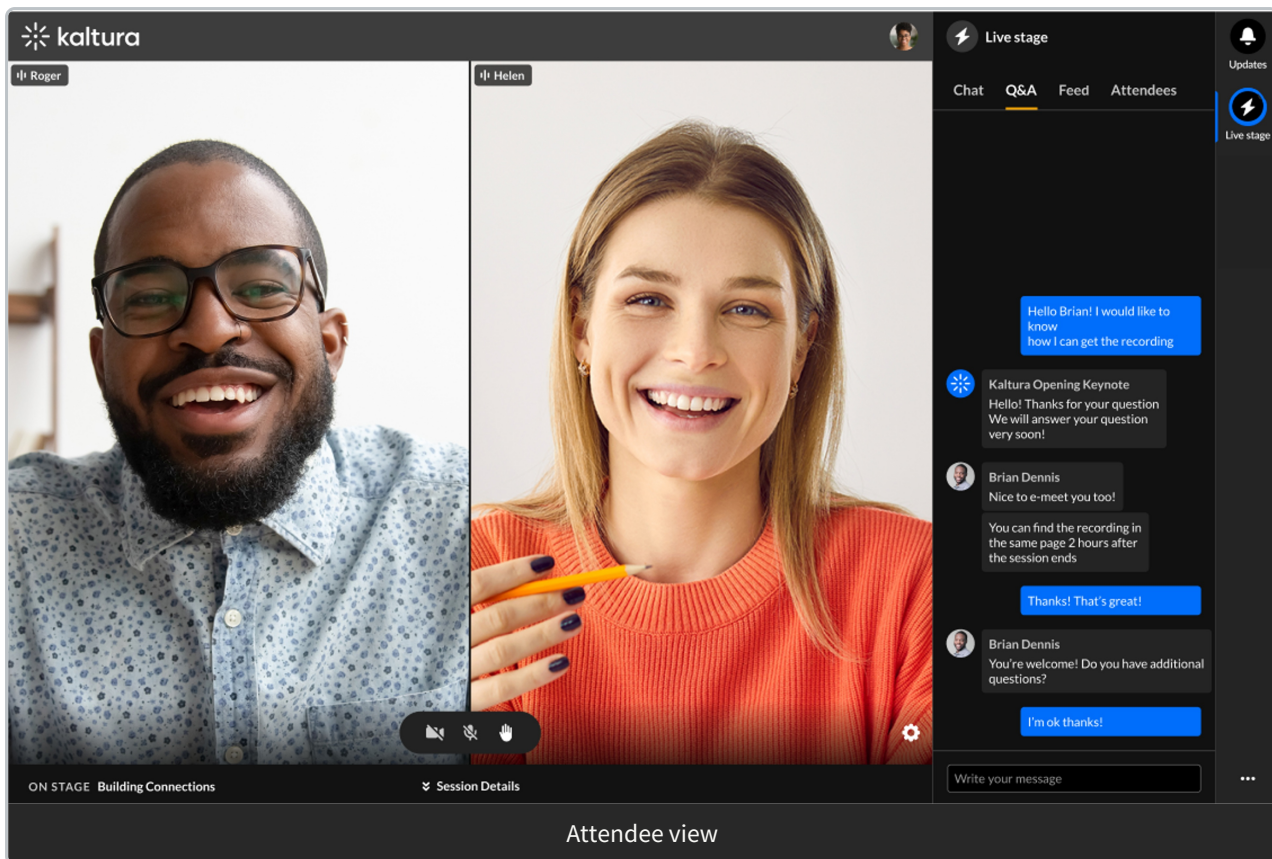 kaltura
Roger
Helen
ON STAGE Building Connections
Session Details
Live stage
Chat Q&A Feed Attendees
Hello Brian! I would like to
know
how I can get the recording
Kaltura Opening Keynote
Hello! Thanks for your question
We will answer your question
very soon!
Brian Dennis
Nice to e-meet you too!
You can find the recording in
the same page 2 hours after
the session ends
Thanks! That's great!
Brian Dennis
You're welcome! Do you have additional
questions?
I'm ok thanks!
Write your message
Updates
Live stage
Attendee view